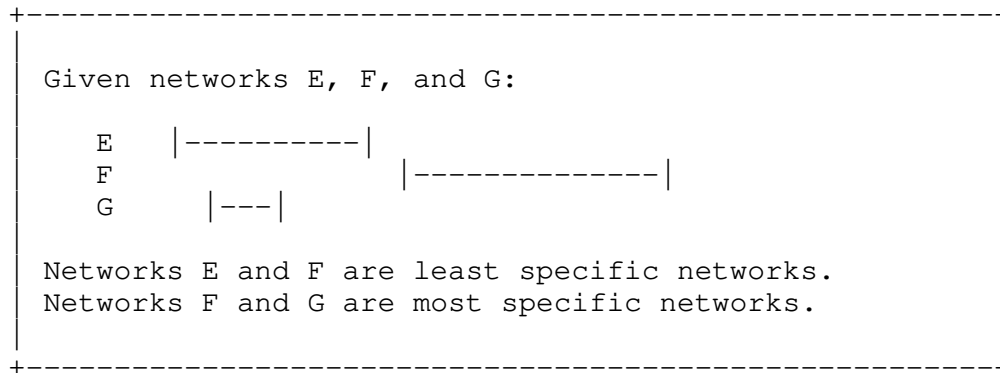 +-------------------------------------------------------
|
| Given networks E, F, and G:
|
|    E    |----------|
|    F                 |--------------|
|    G      |---|
|
| Networks E and F are least specific networks.
| Networks F and G are most specific networks.
|
+-------------------------------------------------------